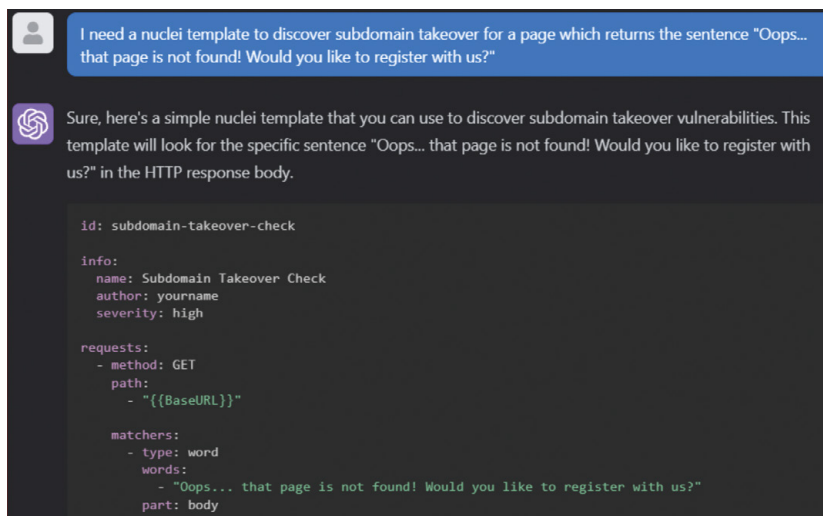 I need a nuclei template to discover subdomain takeover for a page which returns the sentence "Oops...
that page is not found! Would you like to register with us?"
Sure, here's a simple nuclei template that you can use to discover subdomain takeover vulnerabilities. This
template will look for the specific sentence "Oops... that page is not found! Would you like to register with
us?" in the HTTP response body.
id: subdomain-takeover-check
info:
  name: Subdomain Takeover Check
  author: yourname
  severity: high
requests:
  - method: GET
    path:
      - "{{BaseURL}}"
    matchers:
      - type: word
        words:
          - "Oops... that page is not found! Would you like to register with us?"
        part: body